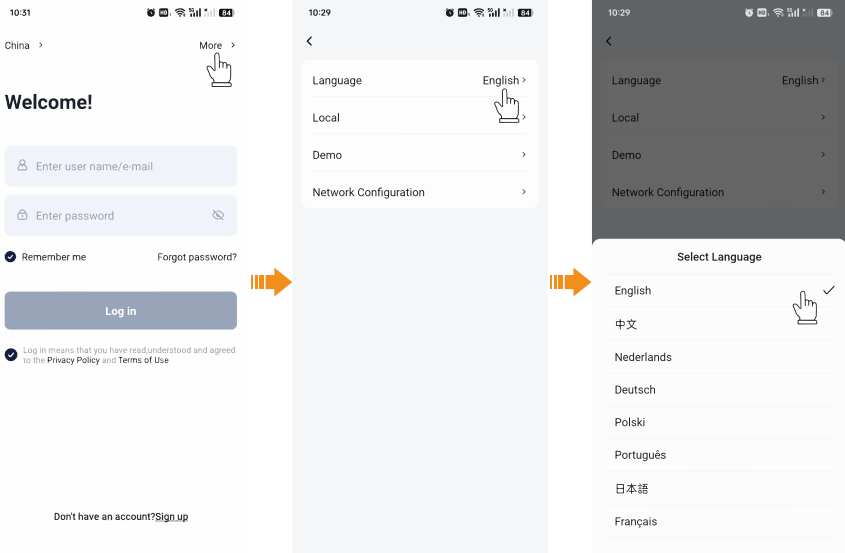 10:31
84
China
More
Welcome!
Enter user name/e-mail
Enter password
Remember me
Forgot password?
Log in
Log in means that you have read,understood and agreed
to the Privacy Policy and Terms of Use
Don't have an account?Sign up
10:29
84
Language
English
Local
Demo
Network Configuration
10:29
84
Language
English
Local
Demo
Network Configuration
Select Language
English
中文
Nederlands
Deutsch
Polski
Português
日本語
Français